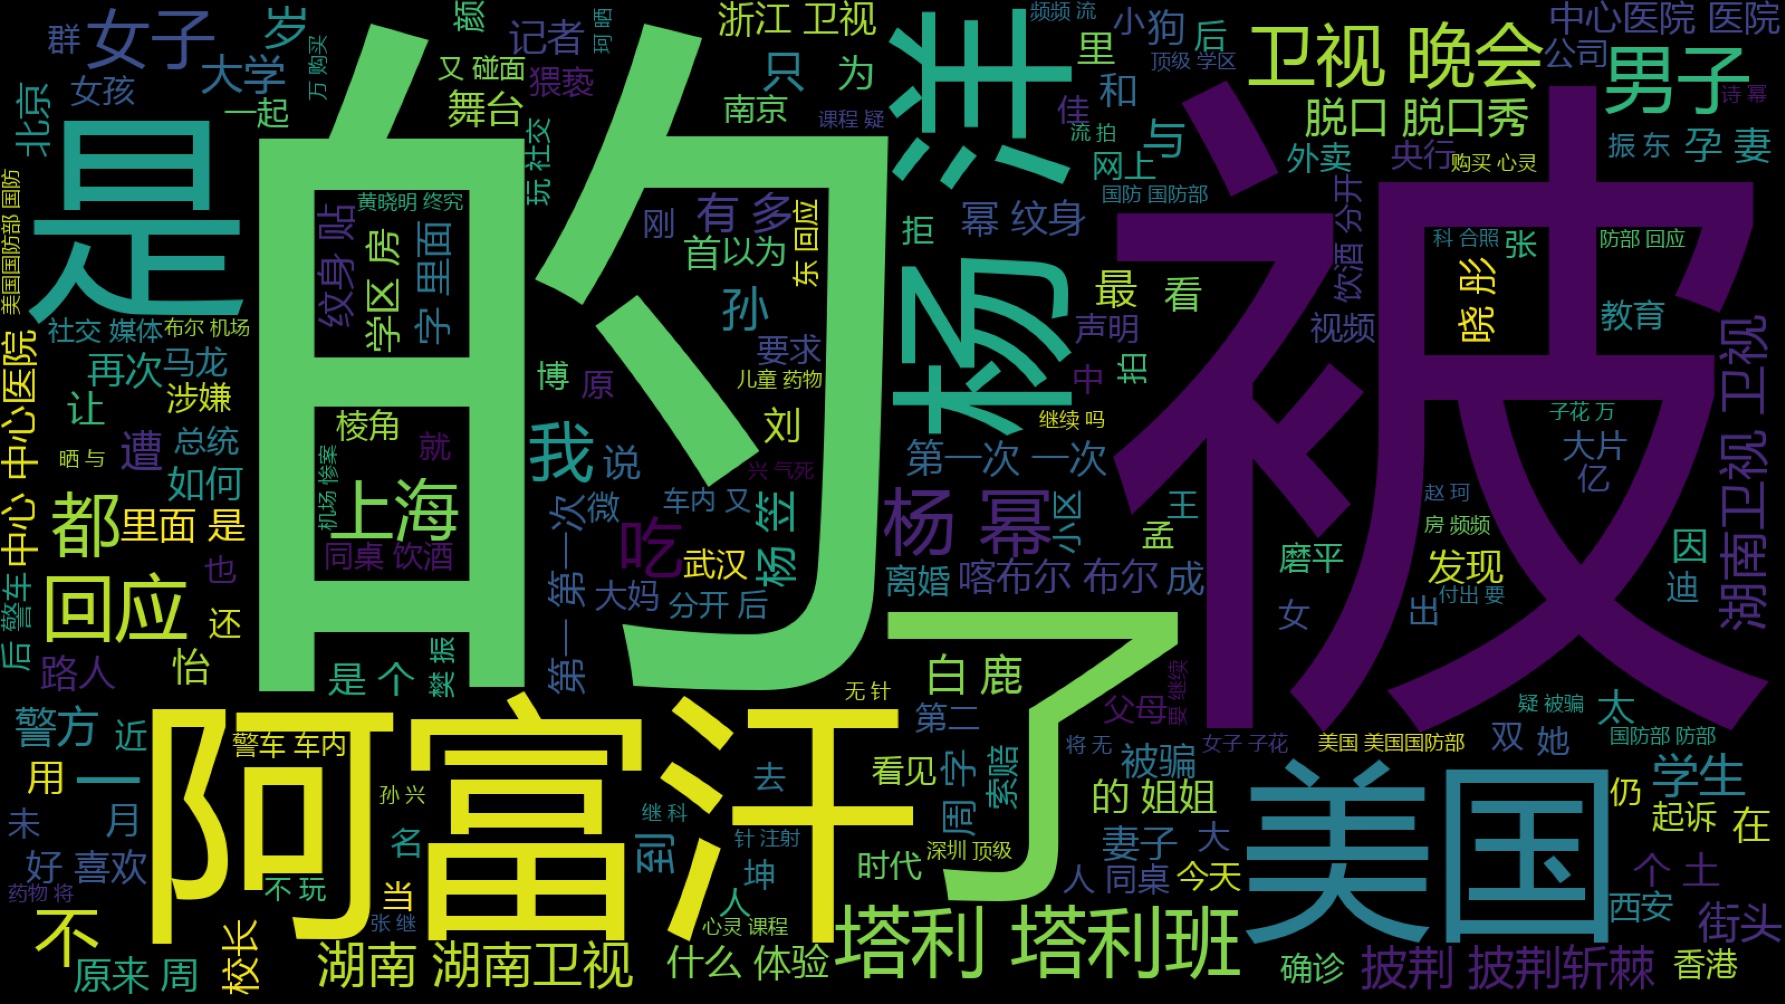 的
被
阿富汗
了
是
美国
杨洋
女子
群
岁
颜
记者
珂 晒
浙江 卫视
频频 流
小狗
后
中心医院 医院
公司
男子
诗 幂
卫视 晚会
脱口 脱口秀
顶级 学区
里
和
佳
流 拍
网上
与
国防 国防部
外卖
央行
购买 心灵
振 东
孕 妻
女孩
大学
一起
万 购买
北京
又 碰面
猥亵
舞台
玩 社交
只
为
南京
课程 疑
美国国防部 国防
黄晓明 终究
纹身 贴
学区 房
字 里面
刚
有 多
首以为
东 回应
孙
要求
儿童 药物
博
原
刘
拒
幂 纹身
最
看
声明
中
拍
继续 吗
饮酒 分开
视频
科 合照
张
晓 彤
防部 回应
教育
社交 媒体
布尔 机场
再次
马龙
让
涉嫌
晒 与
遭
总统
如何
中心 中心医院
都
里面 是
也
回应
还
后 警车
路人
怡
棱角
就
机场 惨案
上海
同桌 饮酒
是 个
樊 振
我
说
兴 气死
第一 第一次
微
吃
车内 又
武汉
杨 笠
大妈
分开 后
第一次 一次
杨 幂
小区
王
孟
离婚
喀布尔 布尔
成
子花 万
大片
亿
赵 珂
房 频频
磨平
发现
付出 要
出
女
因
迪
湖南卫视 卫视
白 鹿
无 针
第二
父母
要 继续
疑 被骗
太
警方
近
警车 车内
用
一
未
月
好 喜欢
药物 将
不
不 玩
孙 兴
名
当
张 继
校长
原来 周
湖南 湖南卫视
继 科
到
去
针 注射
坤
人
心灵 课程
什么 体验
看见
周 字
索赔
时代
深圳 顶级
塔利 塔利班
将 无
被骗
女子 子花
的 姐姐
妻子
大
人 同桌
今天
美国 美国国防部
双
她
国防部 防部
学生
仍
起诉
在
个
土
西安
街头
确诊
披荆 披荆斩棘
香港